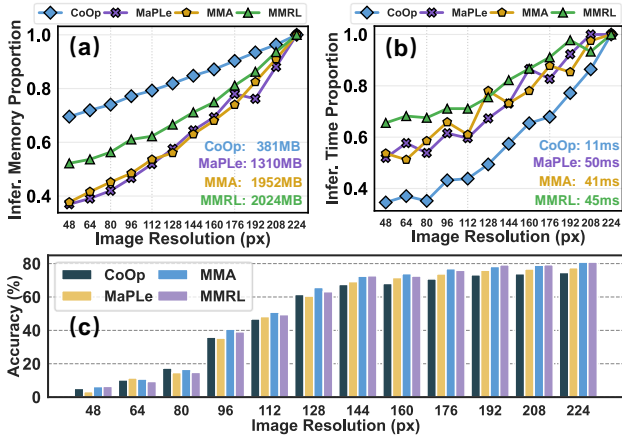 CoOp MaPLe MMA MMRL
(a)
Infer. Memory Proportion
1.0
0.8
0.6
0.4
CoOp: 381MB
MaPLe: 1310MB
MMA: 1952MB
MMRL: 2024MB
48 64 80 96 112 128 144 160 176 192 208 224
Image Resolution (px)
CoOp MaPLe MMA MMRL
(b)
Infer. Time Proportion
1.0
0.8
0.6
0.4
CoOp: 11ms
MaPLe: 50ms
MMA: 41ms
MMRL: 45ms
48 64 80 96 112 128 144 160 176 192 208 224
Image Resolution (px)
CoOp MMA
MaPLe MMRL
(c)
Accuracy (%)
80
60
40
20
0
48 64 80 96 112 128 144 160 176 192 208 224
Image Resolution (px)